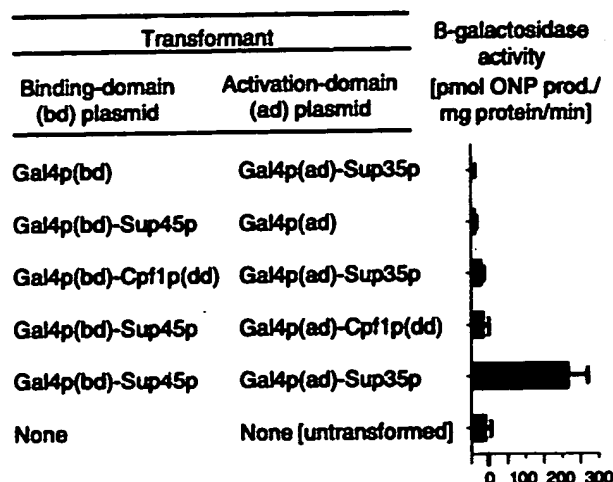 Transformant
ß-galactosidase
activity
[pmol ONP prod./
mg protein/min]
Binding-domain
(bd) plasmid
Activation-domain
(ad) plasmid
Gal4p(bd) Gal4p(ad)-Sup35p
Gal4p(bd)-Sup45p Gal4p(ad)
Gal4p(bd)-Cpf1p(dd) Gal4p(ad)-Sup35p
Gal4p(bd)-Sup45p Gal4p(ad)-Cpf1p(dd)
Gal4p(bd)-Sup45p Gal4p(ad)-Sup35p
None None [untransformed]
0 100 200 300